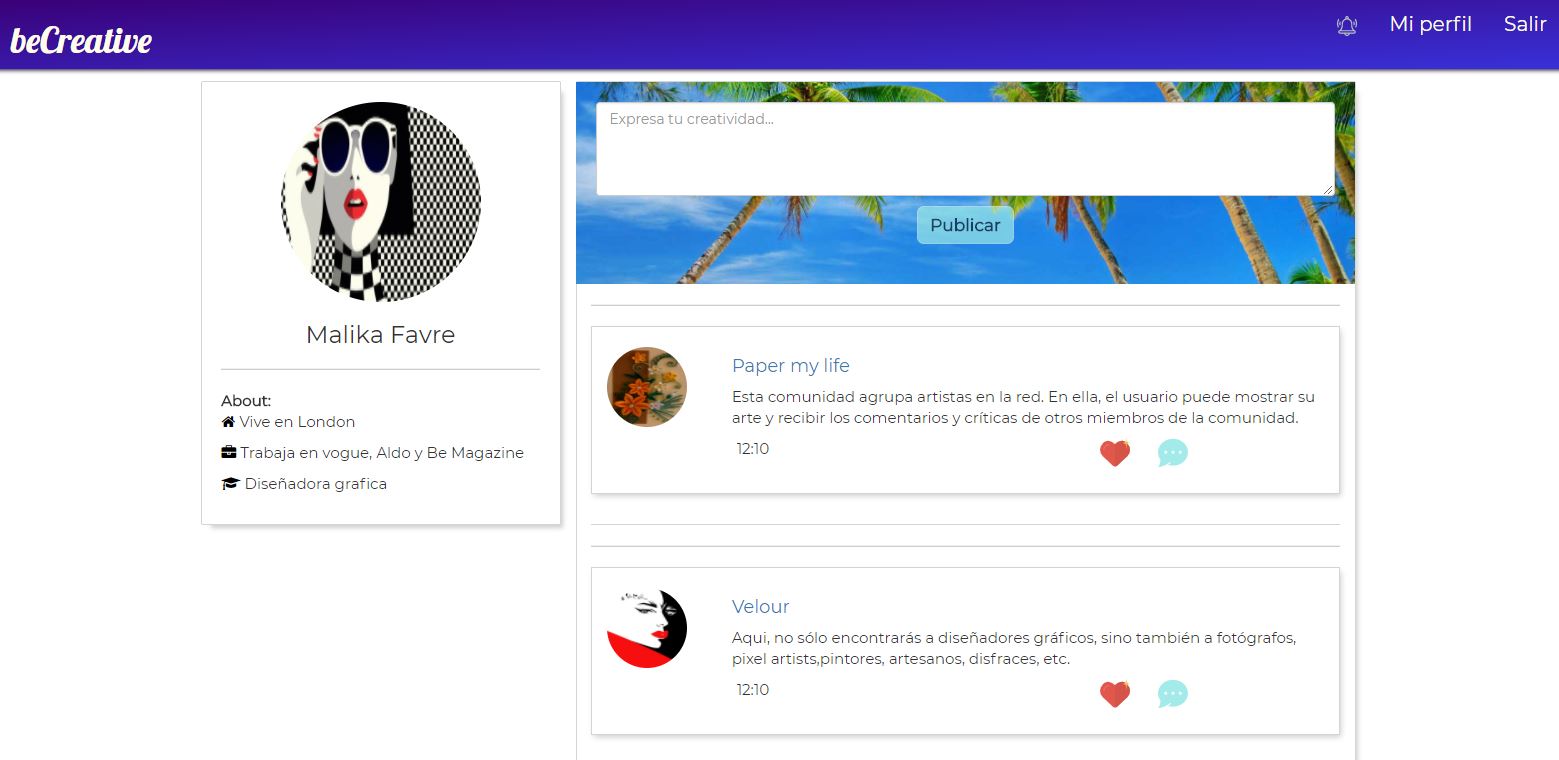 beCreative
Mi perfil
Salir
Malika Favre
About:
Vive en London
Trabaja en vogue, Aldo y Be Magazine
Diseñadora grafica
Expresa tu creatividad...
Publicar
Paper my life
Esta comunidad agrupa artistas en la red. En ella, el usuario puede mostrar su
arte y recibir los comentarios y críticas de otros miembros de la comunidad.
12:10
Velour
Aqui, no sólo encontrarás a diseñadores gráficos, sino también a fotógrafos,
pixel artists,pintores, artesanos, disfraces, etc.
12:10